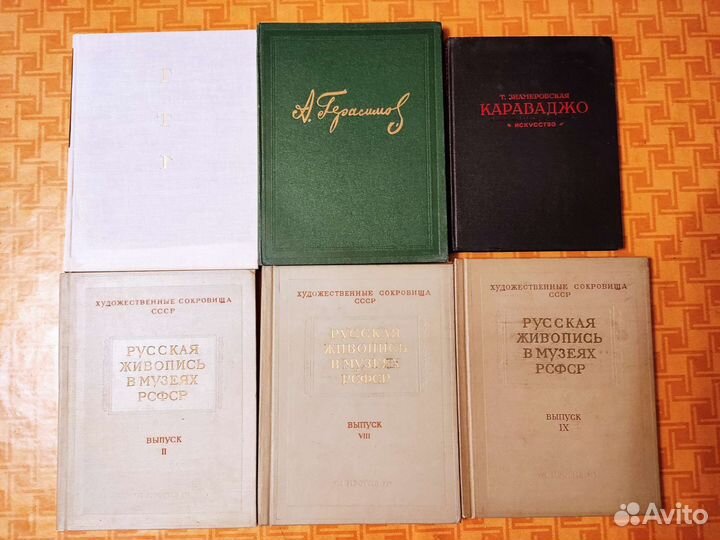 Г
Т
Г
А. Герасимов
Т. ЗНАМЕРОВСКАЯ
КАРАВАДЖО
ИСКУССТВО
ХУДОЖЕСТВЕННЫЕ СОКРОВИЩА
СССР
РУССКАЯ
ЖИВОПИСЬ
В МУЗЕЯХ
РСФСР
ВЫПУСК
II
ХУДОЖЕСТВЕННЫЕ СОКРОВИЩА
СССР
РУССКАЯ
ЖИВОПИСЬ
В МУЗЕЯХ
РСФСР
ВЫПУСК
VIII
ХУДОЖЕСТВЕННЫЕ СОКРОВИЩА
СССР
РУССКАЯ
ЖИВОПИСЬ
В МУЗЕЯХ
РСФСР
ВЫПУСК
IX
Avito